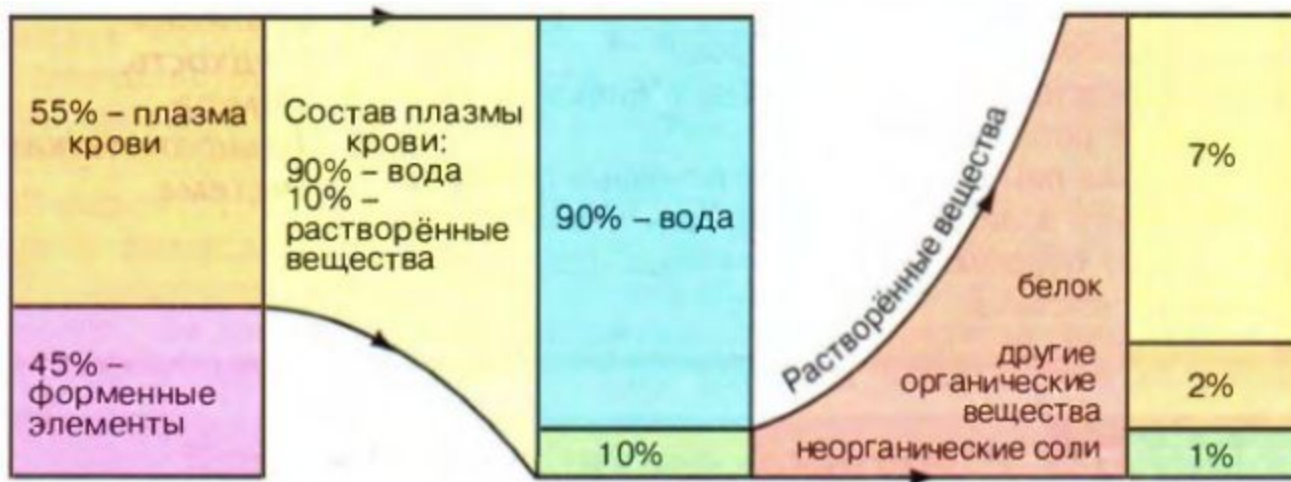 55% – плазма
крови
45% –
форменные
элементы
Состав плазмы
крови:
90% – вода
10% –
растворённые
вещества
90% – вода
10%
Растворённые вещества
белок
другие
органические
вещества
неорганические соли
7%
2%
1%